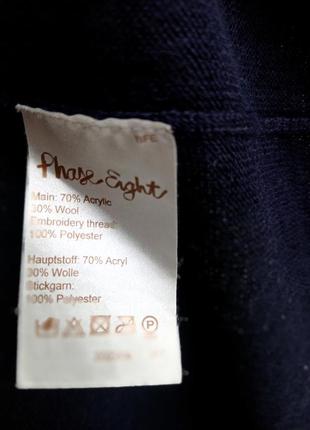 Phase Eight
Main: 70% Acrylic
30% Wool
Embroidery thread:
100% Polyester
Hauptstoff: 70% Acryl
30% Wolle
Stickgarn:
100% Polyester
P